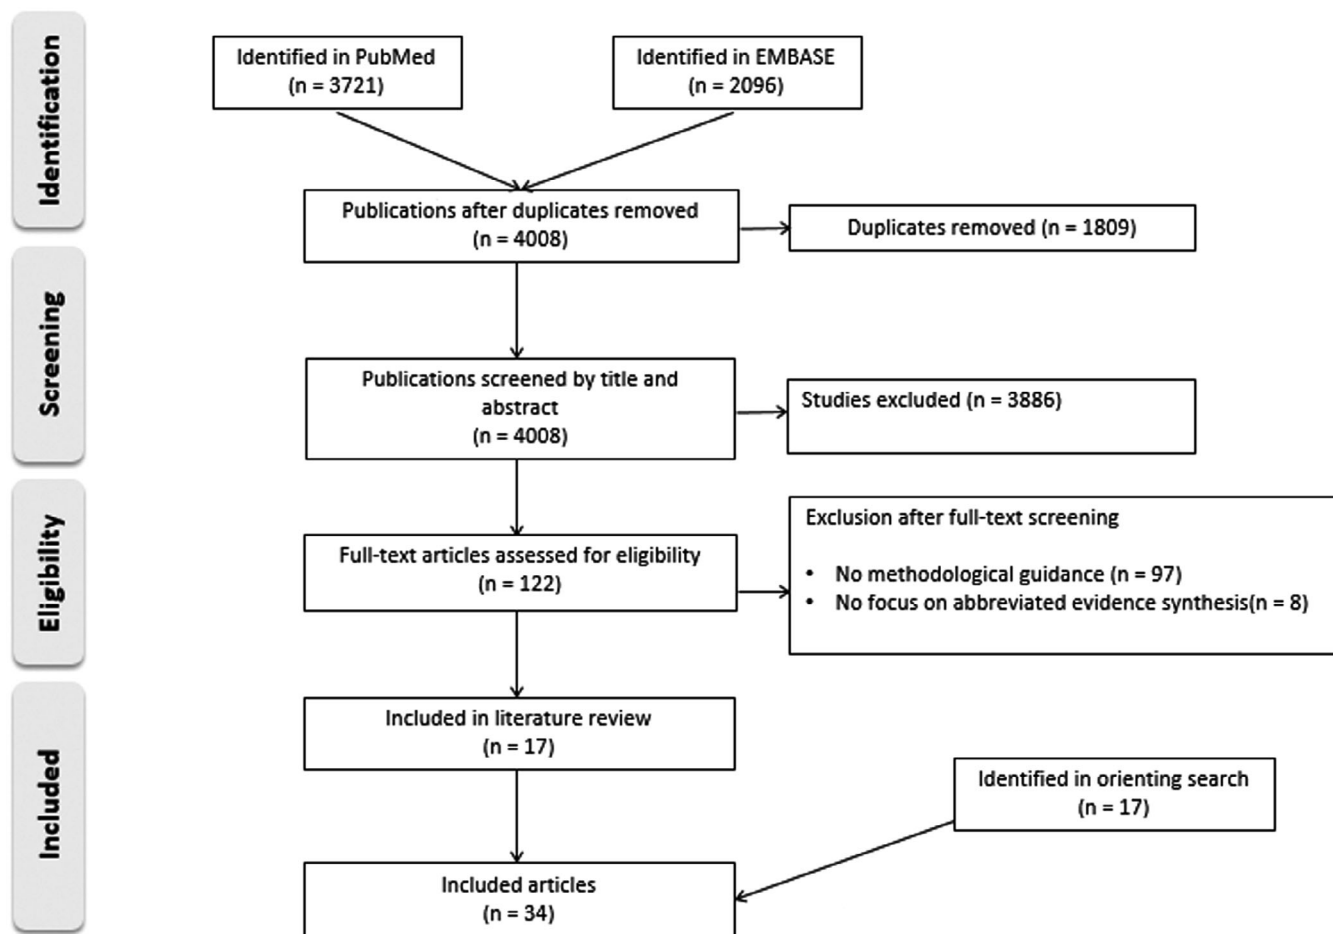 Identification
Identified in PubMed
(n = 3721)
Identified in EMBASE
(n = 2096)
Publications after duplicates removed
(n = 4008)
Duplicates removed (n = 1809)
Screening
Publications screened by title and
abstract
(n = 4008)
Studies excluded (n = 3886)
Eligibility
Full-text articles assessed for eligibility
(n = 122)
Exclusion after full-text screening
• No methodological guidance (n = 97)
• No focus on abbreviated evidence synthesis(n = 8)
Included
Included in literature review
(n = 17)
Identified in orienting search
(n = 17)
Included articles
(n = 34)